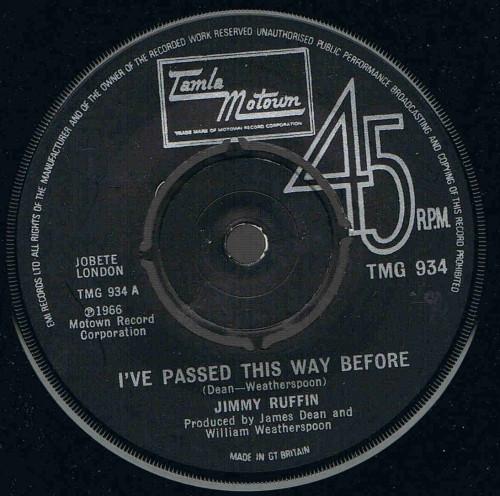 EMI RECORDS LTD ALL RIGHTS OF THE MANUFACTURER AND OF THE OWNER OF THE RECORDED WORK RESERVED UNAUTHORISED PUBLIC PERFORMANCE BROADCASTING AND COPYING OF THIS RECORD PROHIBITED
Tamla
Motown
TRADE MARK OF MOTOWN RECORD CORPORATION
45
R.P.M.
TMG 934
JOBETE
LONDON
TMG 934 A
℗1966
Motown Record
Corporation
I'VE PASSED THIS WAY BEFORE
(Dean—Weatherspoon)
JIMMY RUFFIN
Produced by James Dean and
William Weatherspoon
MADE IN GT BRITAIN